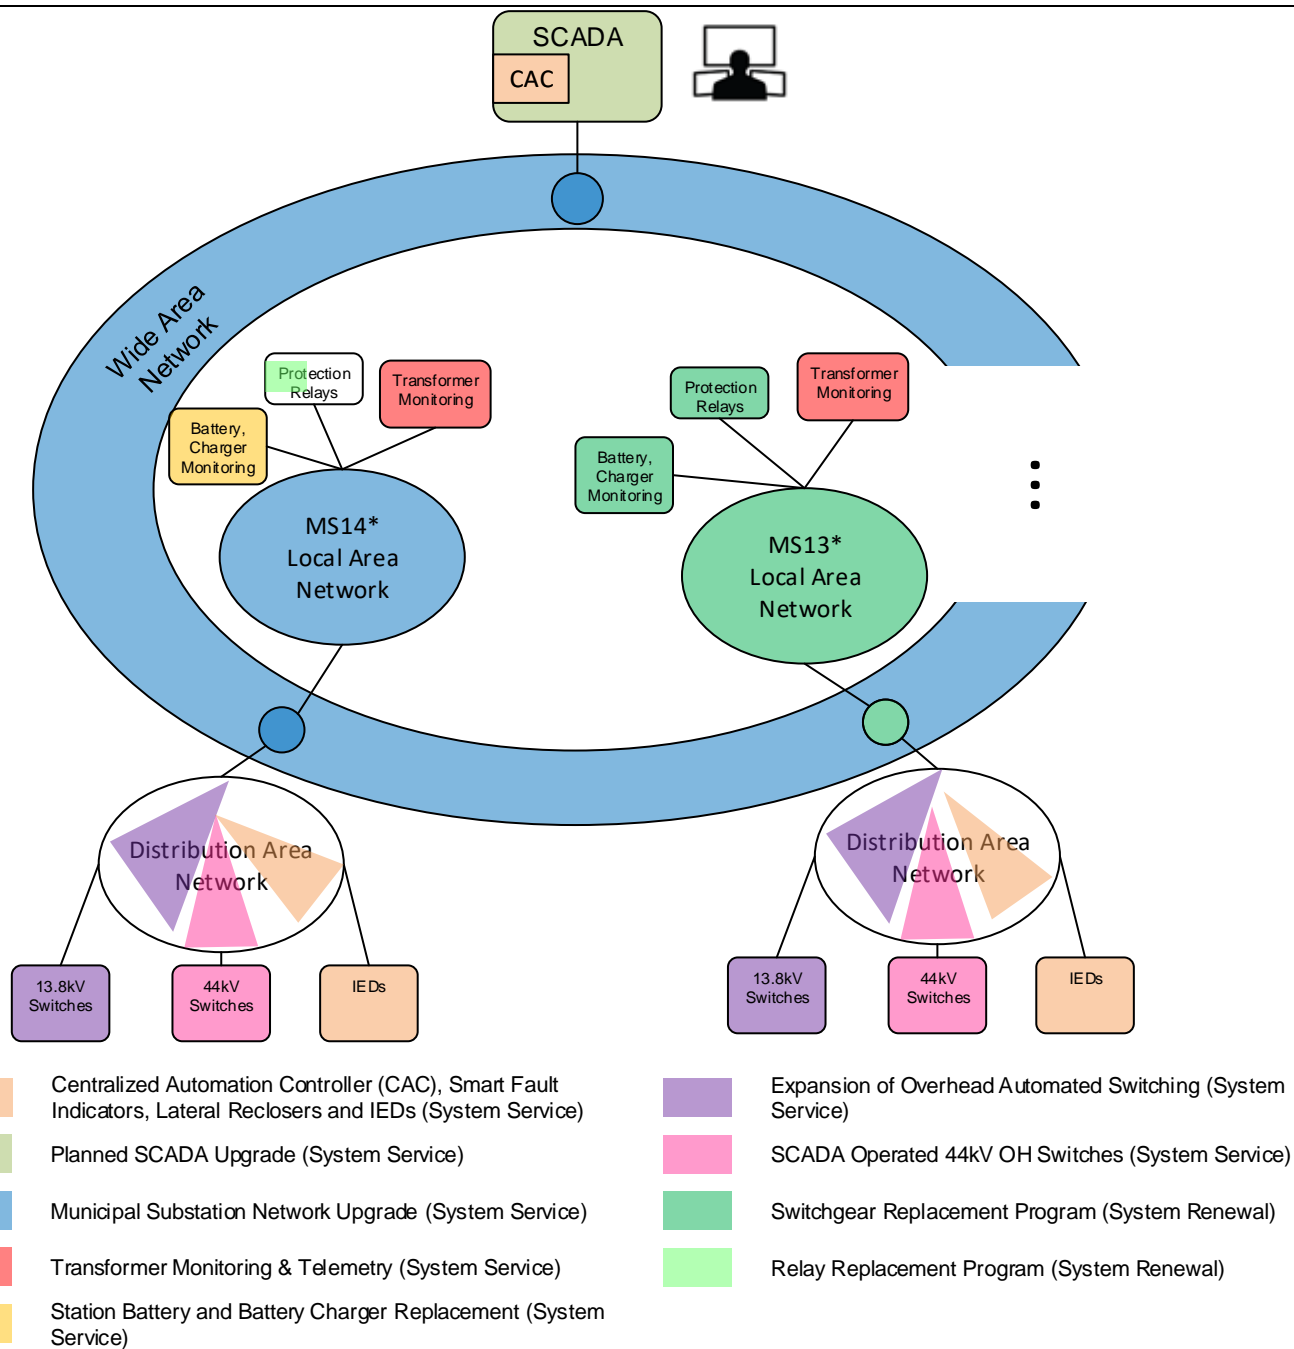 SCADA
CAC
Wide Area
Network
Protection
Relays
Transformer
Monitoring
Battery,
Charger
Monitoring
MS14*
Local Area
Network
Protection
Relays
Transformer
Monitoring
Battery,
Charger
Monitoring
MS13*
Local Area
Network
Distribution Area
Network
13.8kV
Switches
44kV
Switches
IEDs
Distribution Area
Network
13.8kV
Switches
44kV
Switches
IEDs
Centralized Automation Controller (CAC), Smart Fault
Indicators, Lateral Reclosers and IEDs (System Service)
Planned SCADA Upgrade (System Service)
Municipal Substation Network Upgrade (System Service)
Transformer Monitoring & Telemetry (System Service)
Station Battery and Battery Charger Replacement (System
Service)
Expansion of Overhead Automated Switching (System
Service)
SCADA Operated 44kV OH Switches (System Service)
Switchgear Replacement Program (System Renewal)
Relay Replacement Program (System Renewal)